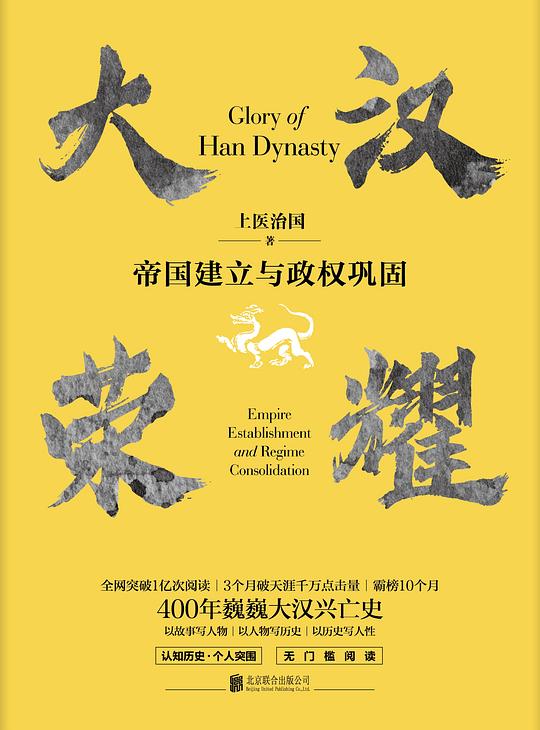 大汉
Glory of
Han Dynasty
上医治国
著
帝国建立与政权巩固
荣耀
Empire
Establishment
and Regime
Consolidation
全网突破1亿次阅读｜3个月破天涯千万点击量｜霸榜10个月
400年巍巍大汉兴亡史
以故事写人物｜以人物写历史｜以历史写人性
认知历史·个人突围
无门槛阅读
北京联合出版公司
Beijing United Publishing Co.,Ltd.